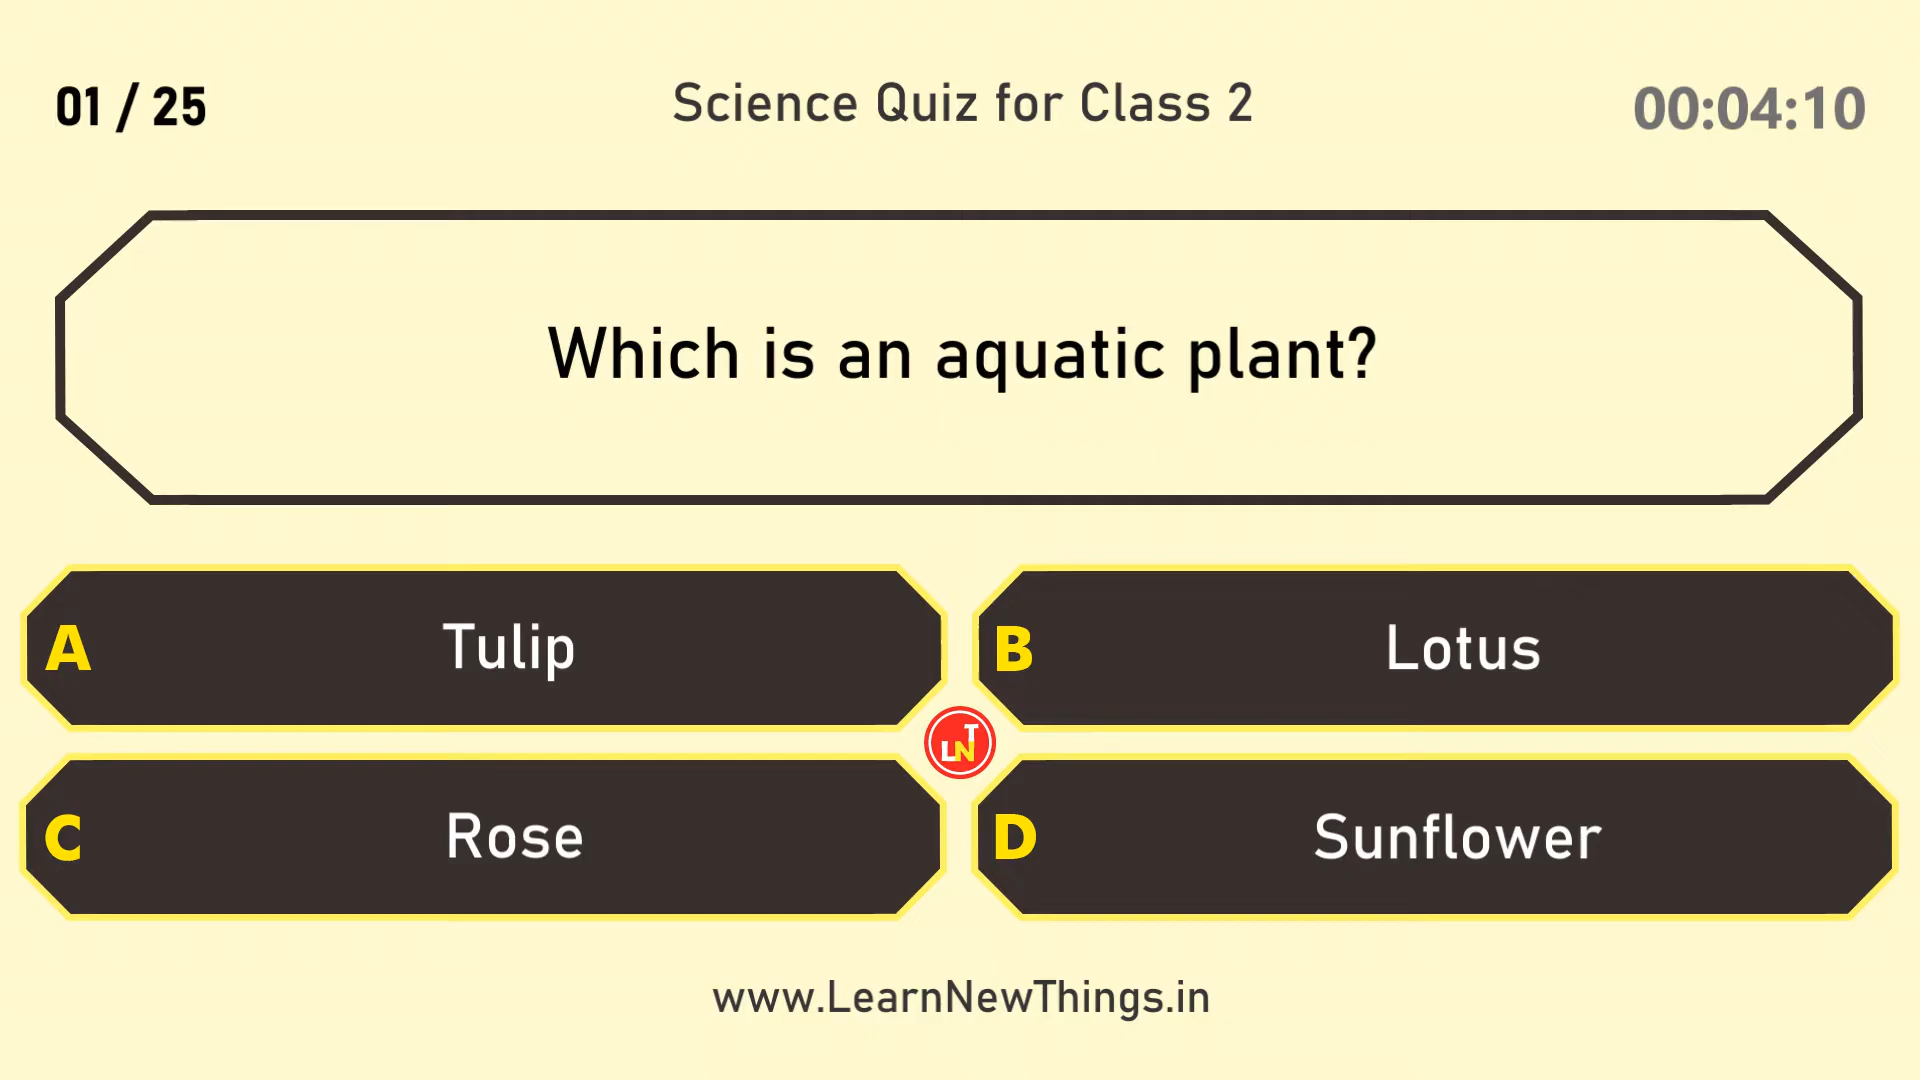 01 / 25
Science Quiz for Class 2
00:04:10
Which is an aquatic plant?
A Tulip
B Lotus
LNT
C Rose
D Sunflower
www.LearnNewThings.in